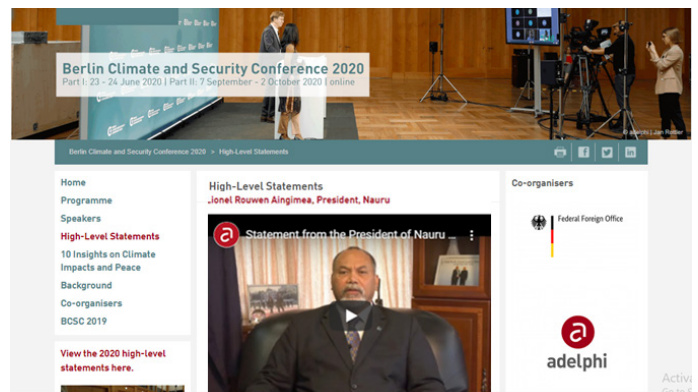 Berlin Climate and Security Conference 2020
Part I: 23 - 24 June 2020 | Part II: 7 September - 2 October 2020 | online
© adelphi | Jan Rottler
Berlin Climate and Security Conference 2020 > High-Level Statements
Home
Programme
Speakers
High-Level Statements
10 Insights on Climate
Impacts and Peace
Background
Co-organisers
BCSC 2019
View the 2020 high-level
statements here.
High-Level Statements
Lionel Rouwen Aingimea, President, Nauru
Statement from the President of Nauru
Co-organisers
Federal Foreign Office
adelphi